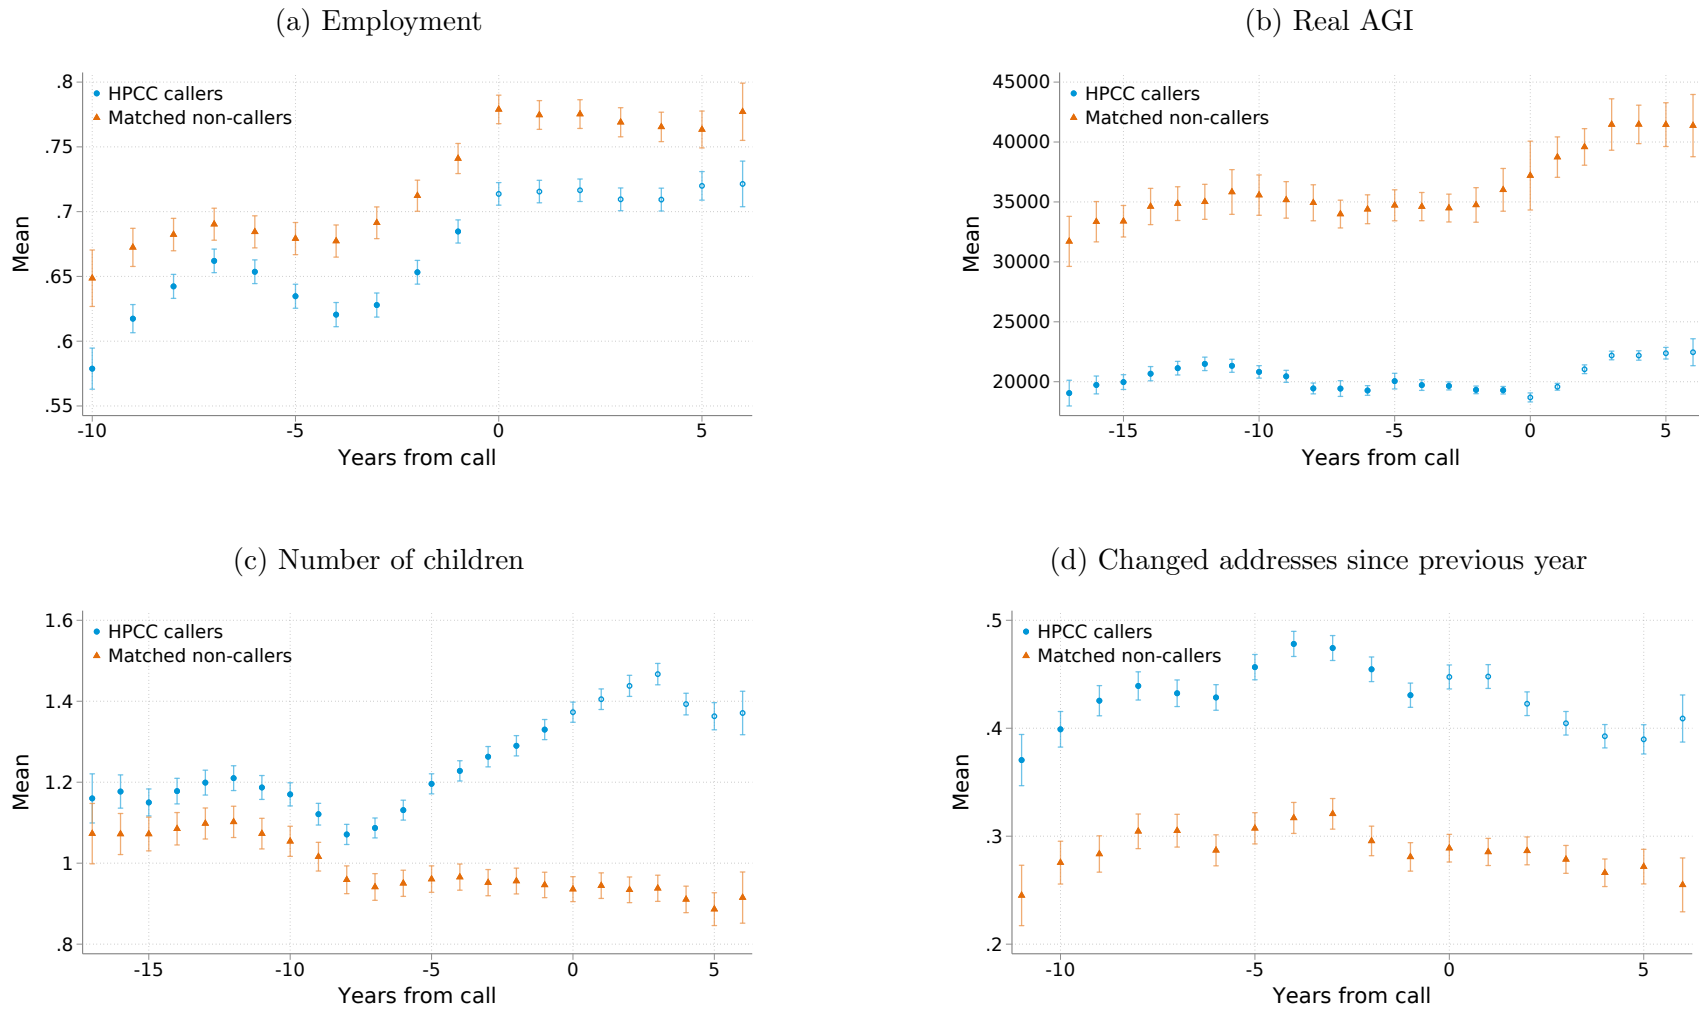 (a) Employment
.8
.75
.7
.65
.6
.55
Mean
HPCC callers
Matched non-callers
-10
-5
0
5
Years from call
(b) Real AGI
45000
40000
35000
30000
25000
20000
Mean
HPCC callers
Matched non-callers
-15
-10
-5
0
5
Years from call
(c) Number of children
1.6
1.4
1.2
1
.8
Mean
HPCC callers
Matched non-callers
-15
-10
-5
0
5
Years from call
(d) Changed addresses since previous year
.5
.4
.3
.2
Mean
HPCC callers
Matched non-callers
-10
-5
0
5
Years from call